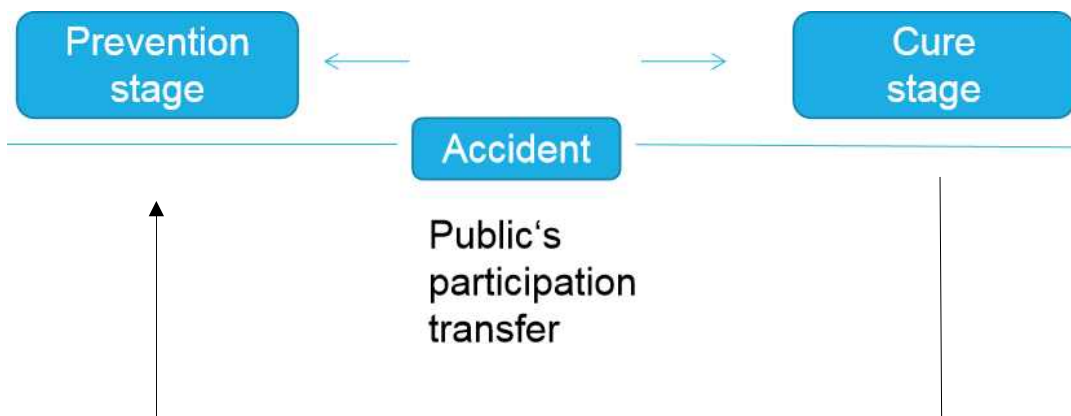 Prevention
stage
Cure
stage
Accident
Public‘s
participation
transfer